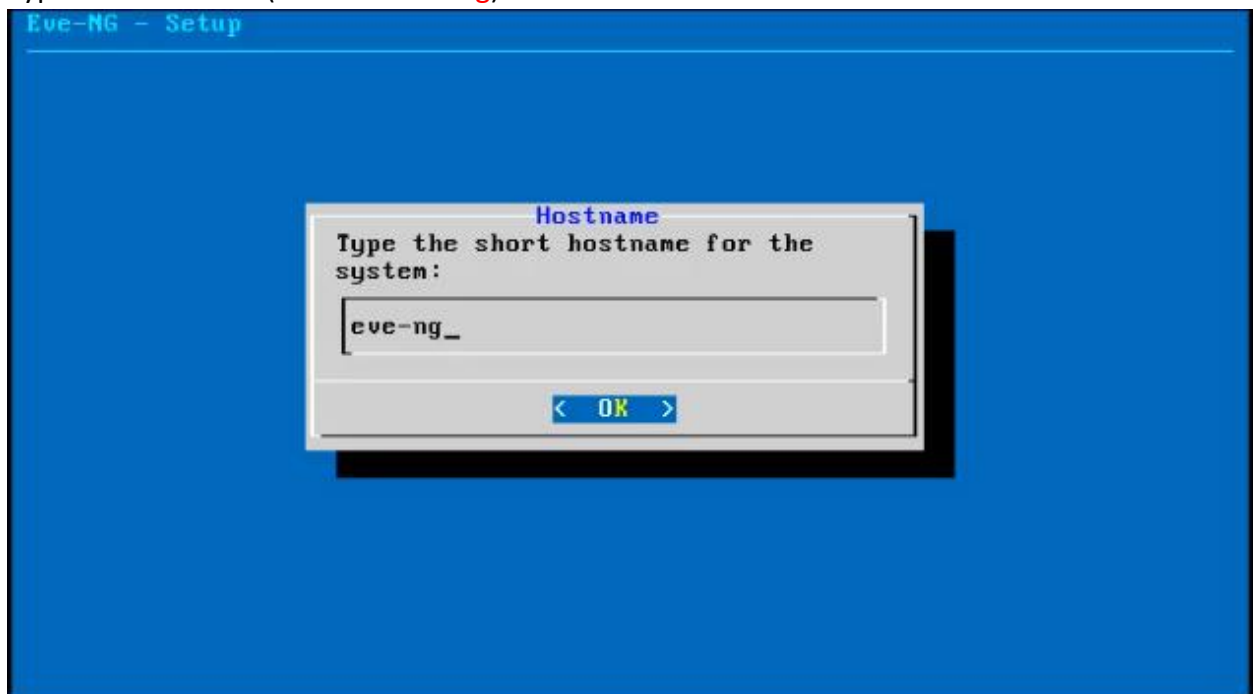 Eve-NG - Setup
Hostname
Type the short hostname for the
system:
eve-ng_
< OK >